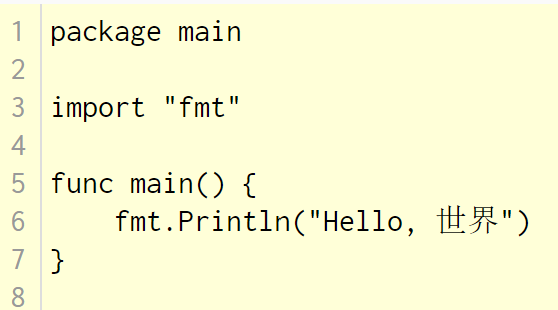 1 package main
2
3 import "fmt"
4
5 func main() {
6     fmt.Println("Hello, 世界")
7 }
8